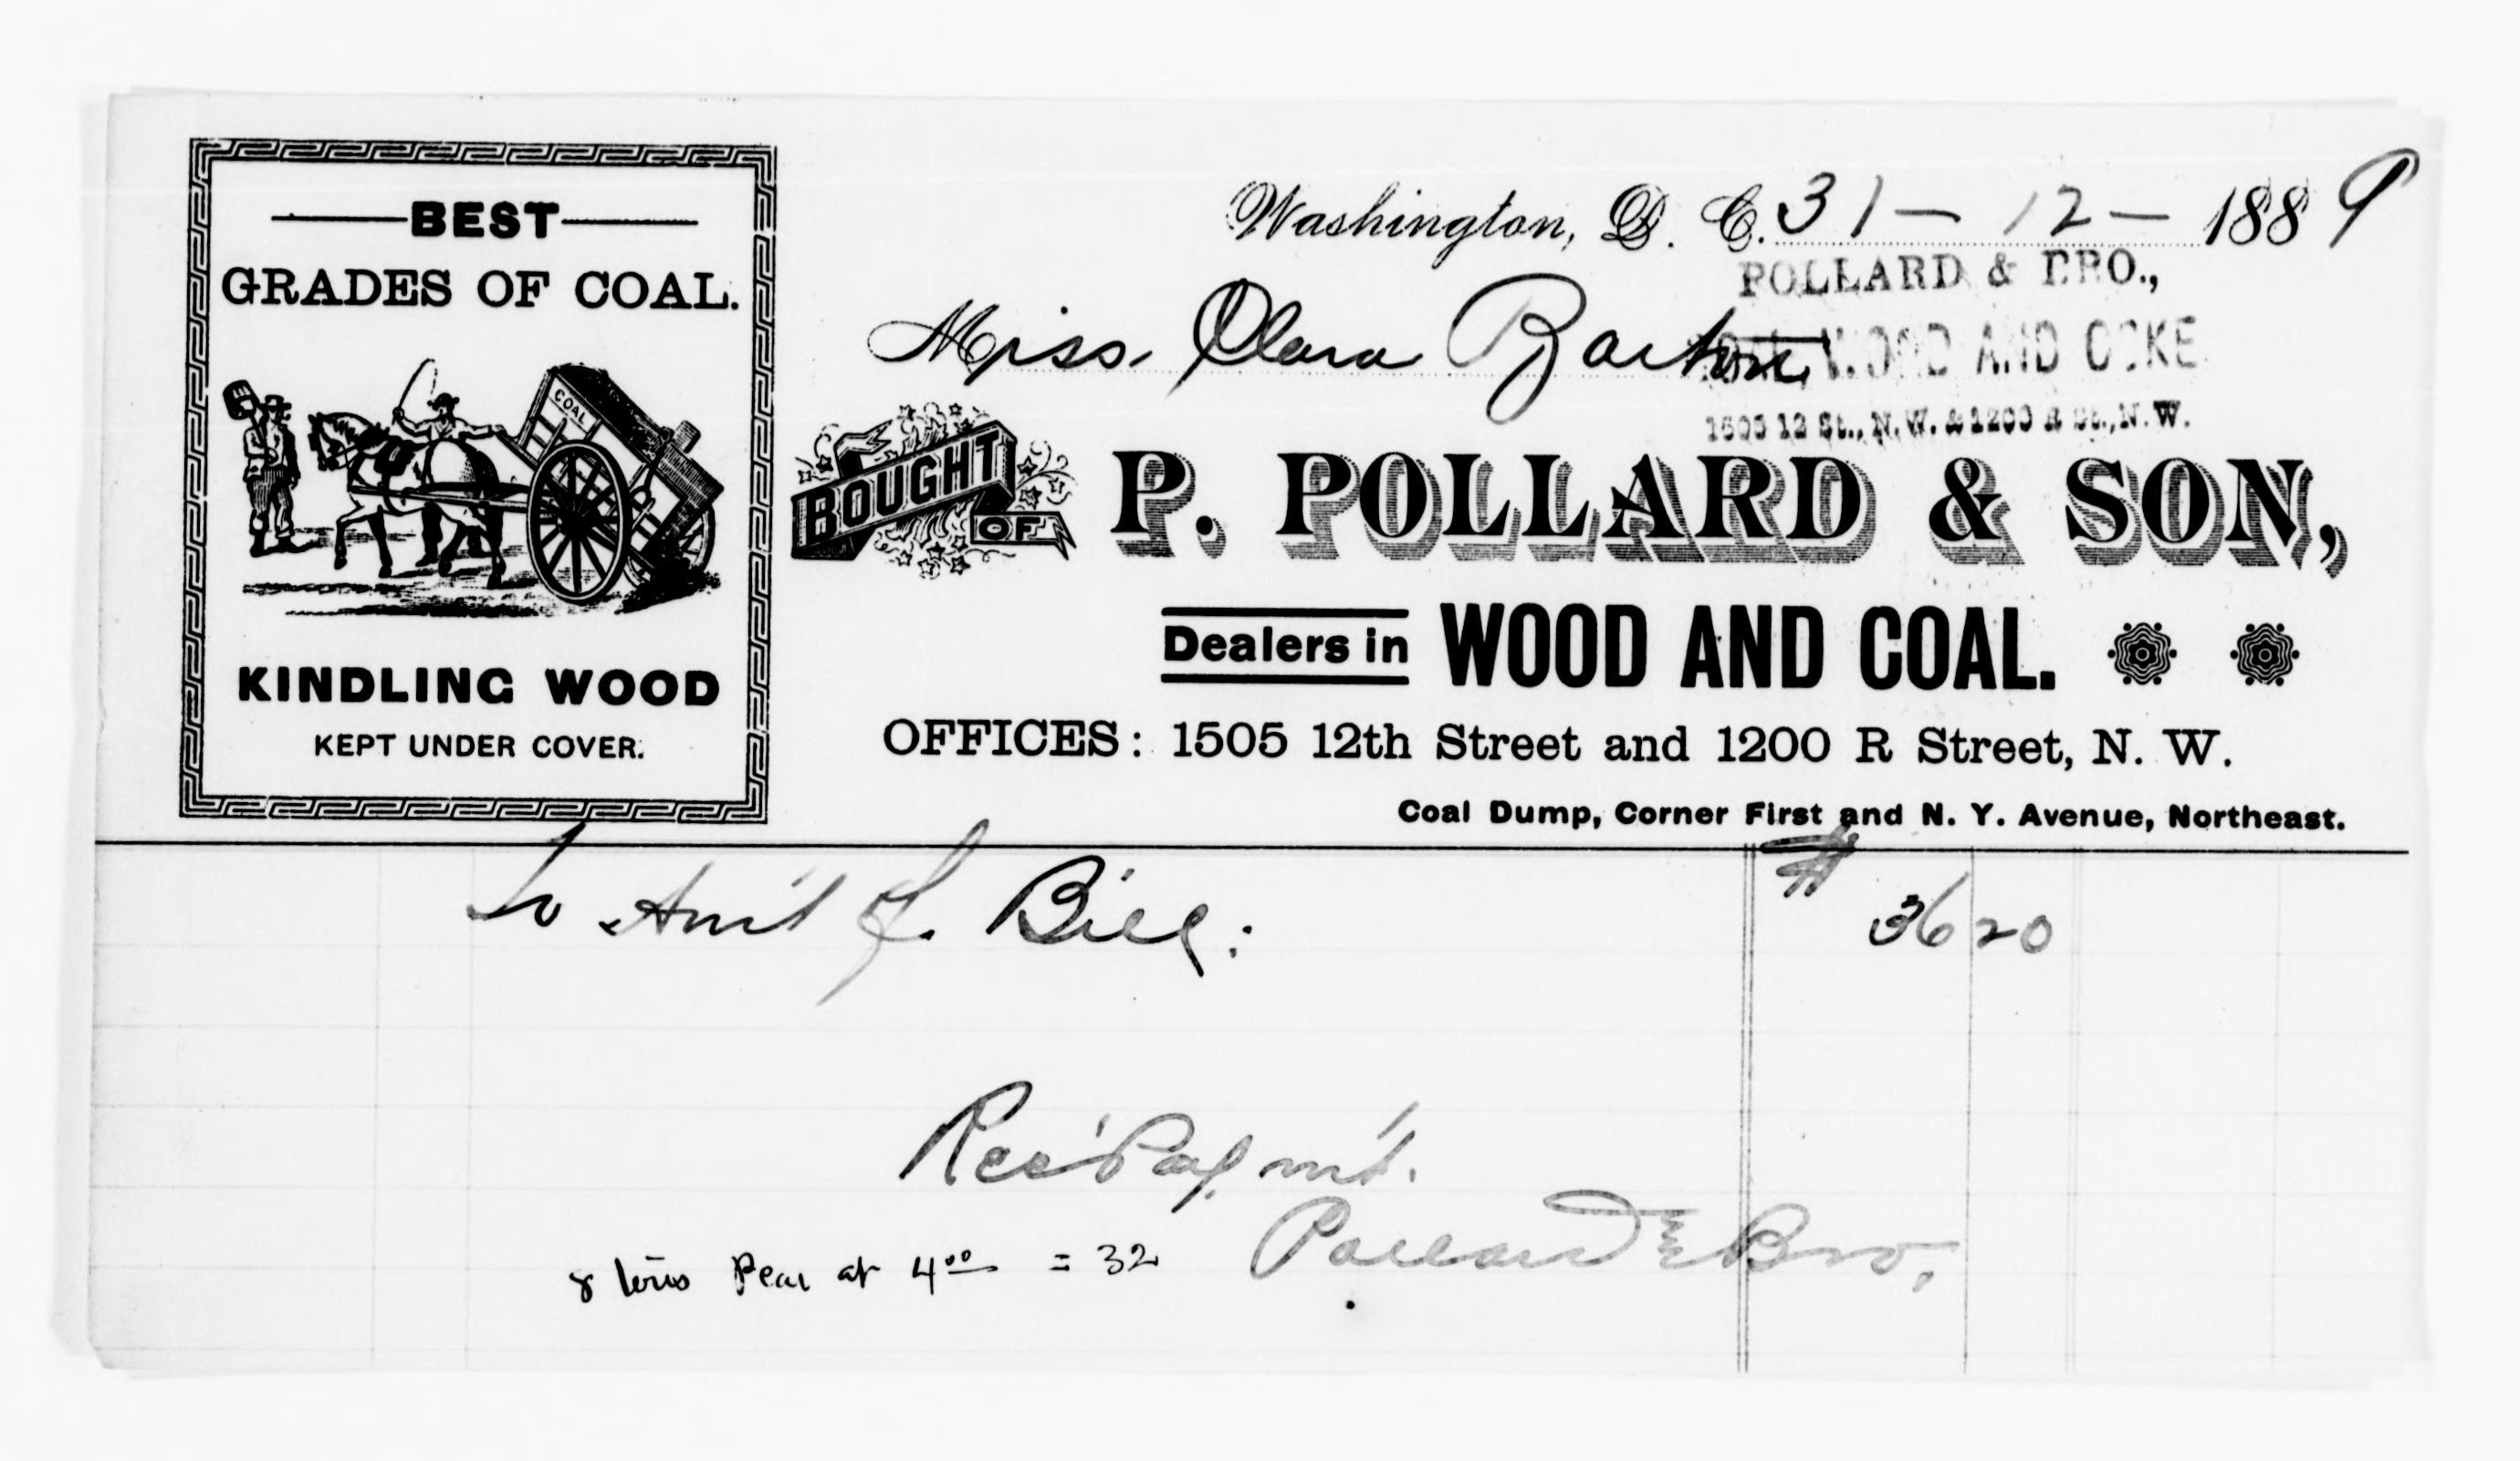 BEST
GRADES OF COAL.
COAL
KINDLING WOOD
KEPT UNDER COVER.
Washington, D. C. 31 - 12 - 1889
POLLARD & BRO.,
Miss Clara Barton,
WOOD AND COKE
1505 12 St., N. W. & 1200 R St., N. W.
BOUGHT OF P. POLLARD & SON,
Dealers in WOOD AND COAL.
OFFICES: 1505 12th Street and 1200 R Street, N. W.
Coal Dump, Corner First and N. Y. Avenue, Northeast.
To Am't f. Bill: $ 36 20
Rec'Paym't.
Pollard & Bro.
8 tons Pea at 4.00 = 32